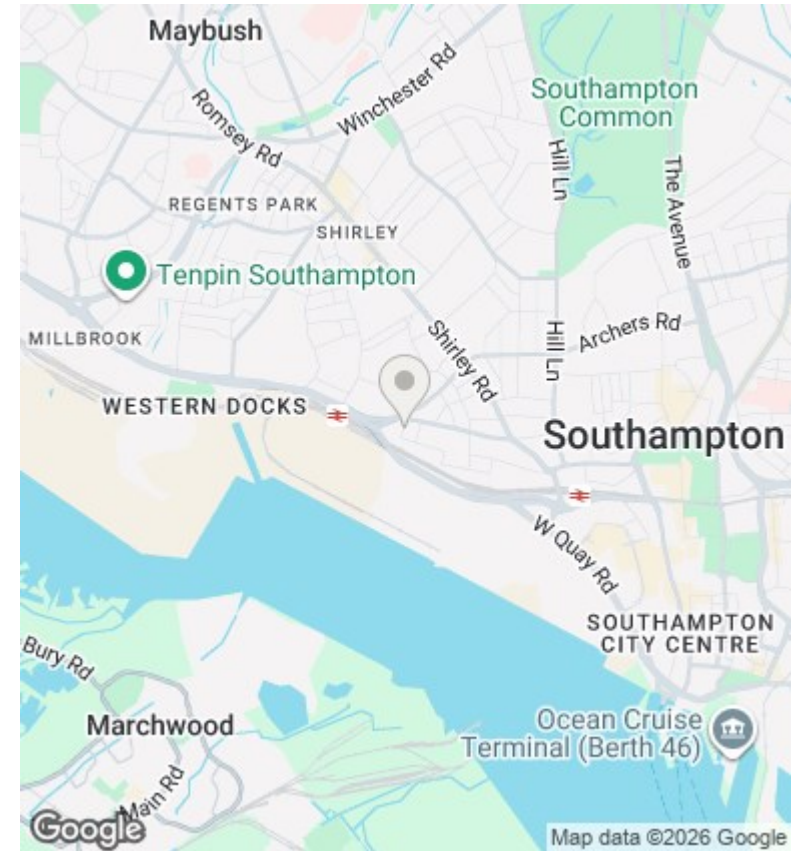 Maybush
Winchester Rd
Romsey Rd
Southampton
Common
Hill Ln
The Avenue
REGENTS PARK
SHIRLEY
Tenpin Southampton
MILLBROOK
Shirley Rd
Hill Ln
Archers Rd
WESTERN DOCKS
Southampton
W Quay Rd
SOUTHAMPTON
CITY CENTRE
Bury Rd
Marchwood
Main Rd
Ocean Cruise
Terminal (Berth 46)
Google
Map data ©2026 Google